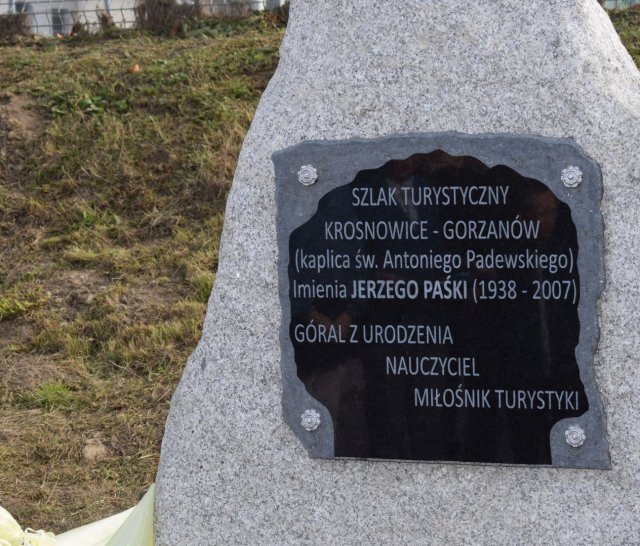 SZLAK TURYSTYCZNY
KROSNOWICE - GORZANÓW
(kaplica św. Antoniego Padewskiego)
Imienia JERZEGO PAŚKI (1938 - 2007)
GÓRAL Z URODZENIA
NAUCZYCIEL
MIŁOŚNIK TURYSTYKI